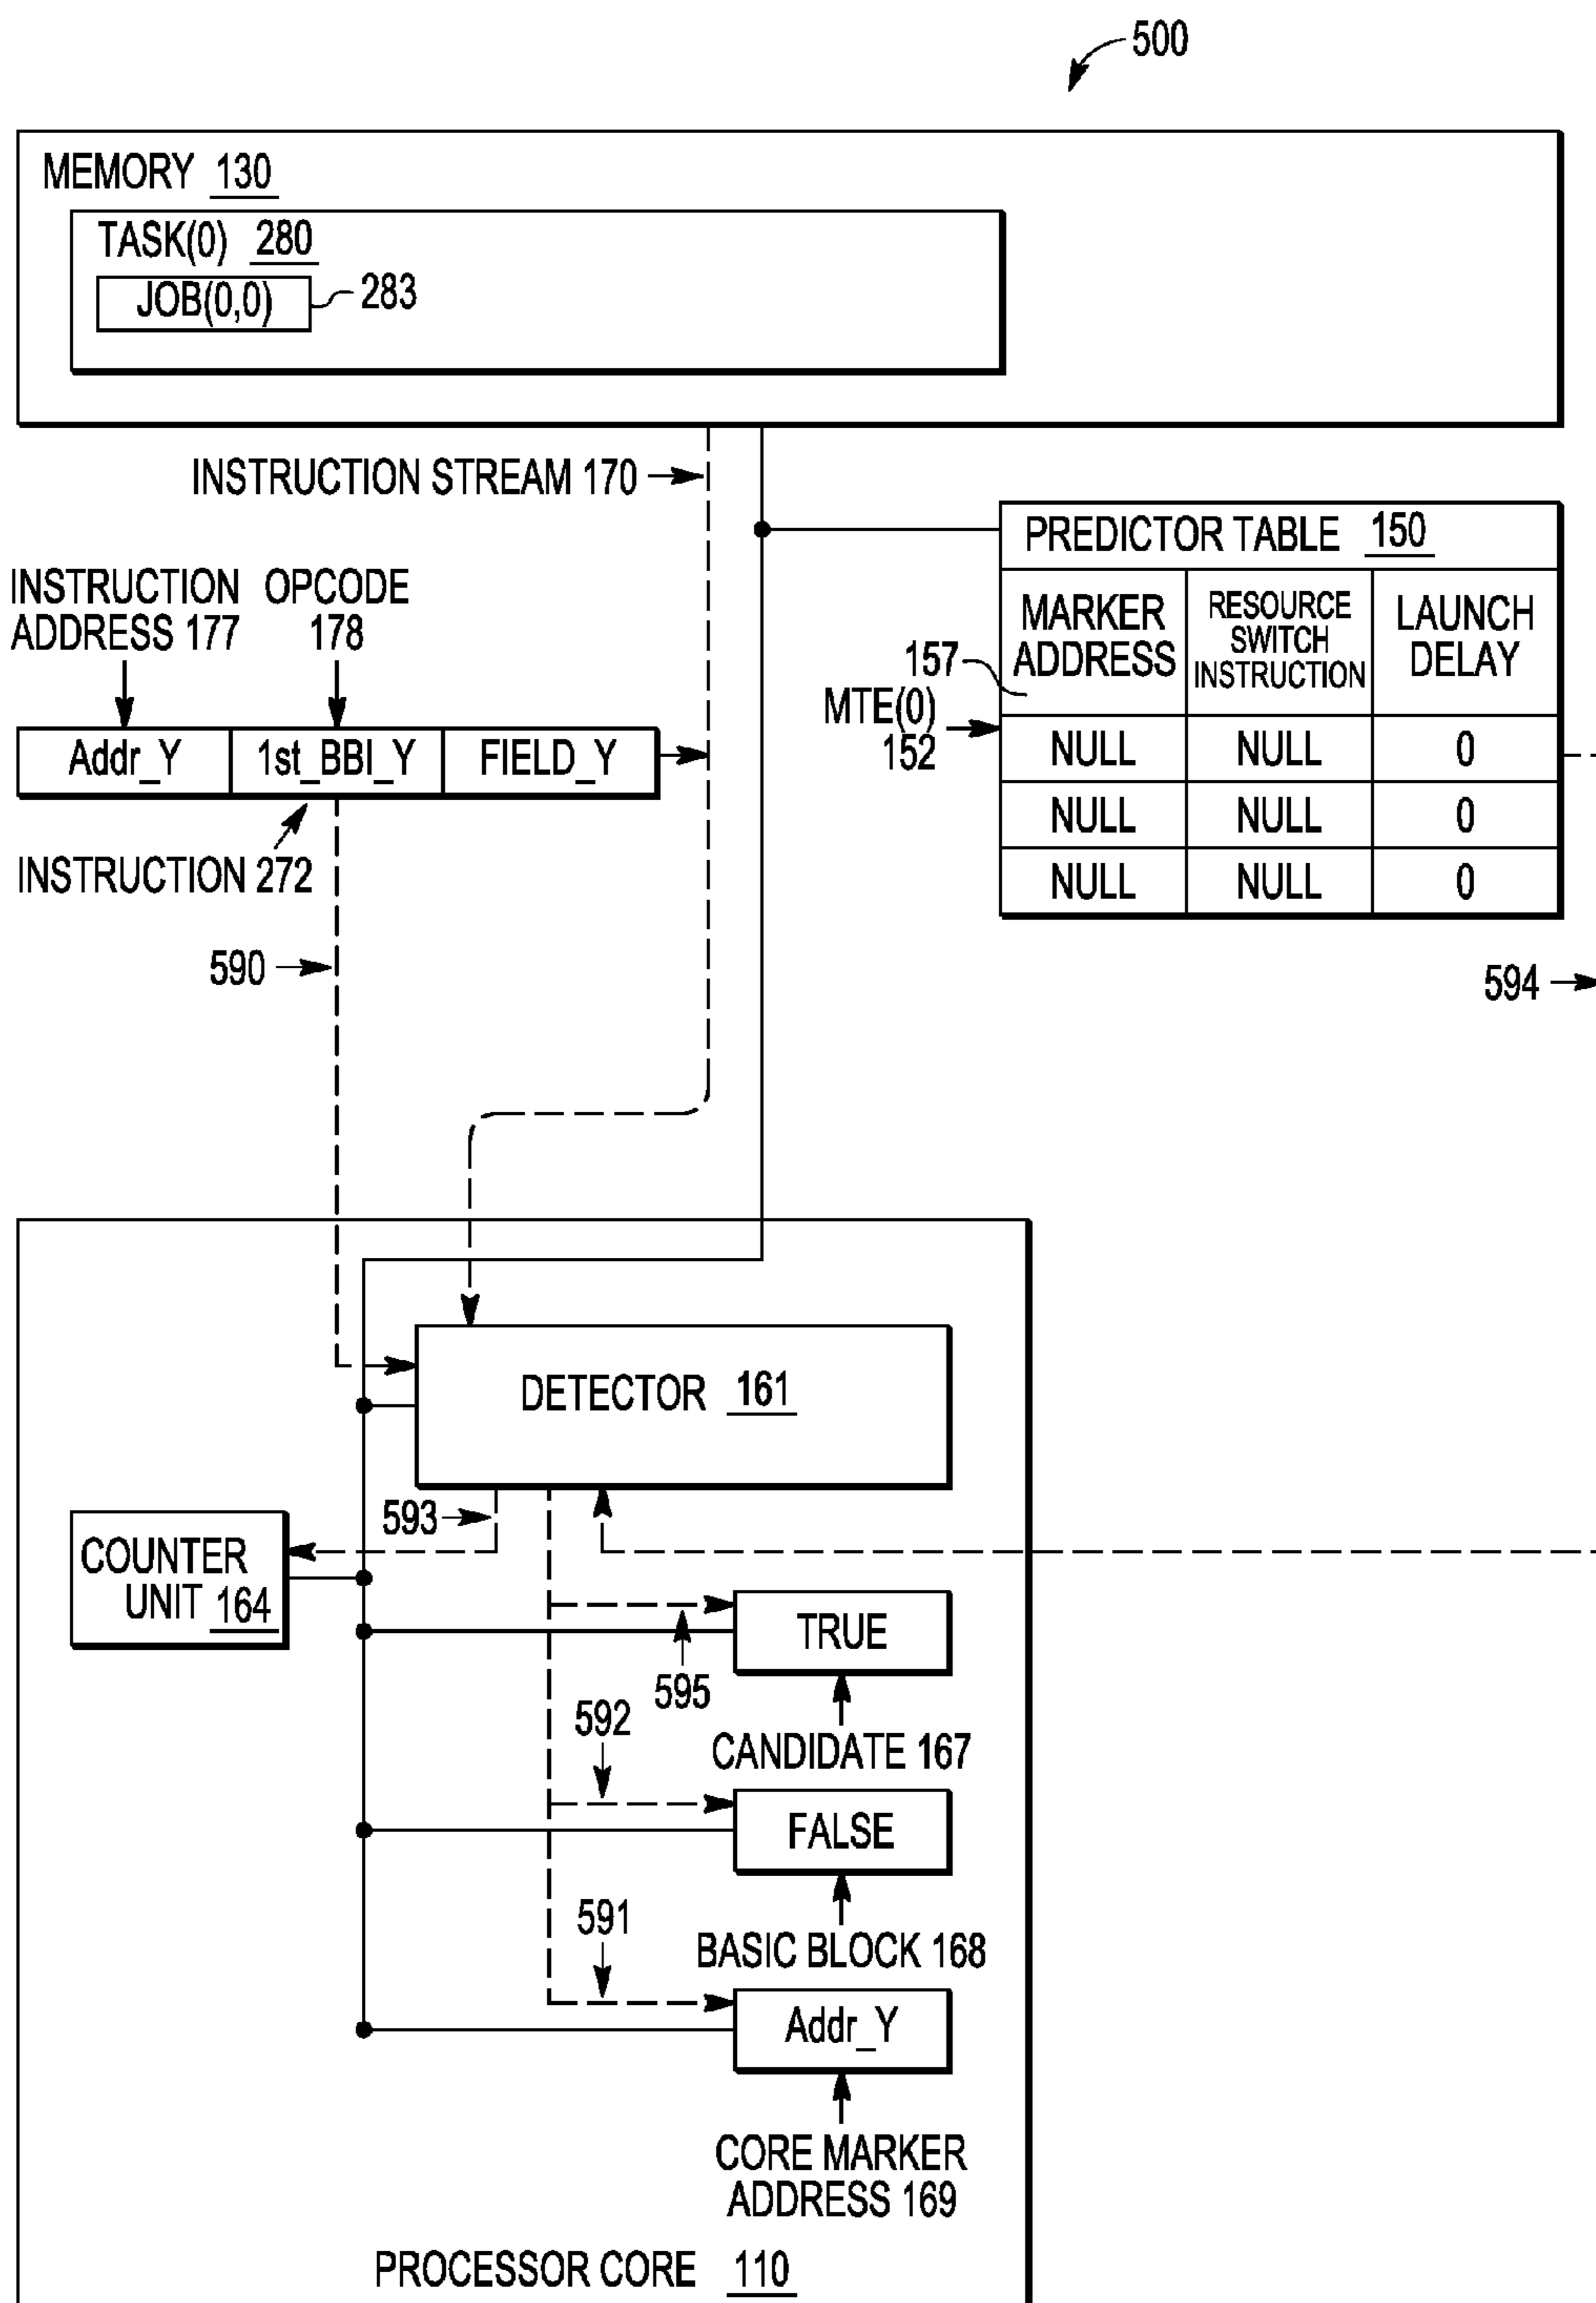 500
MEMORY 130
TASK(0) 280
JOB(0,0)
283
INSTRUCTION STREAM 170
PREDICTOR TABLE 150
INSTRUCTION
ADDRESS 177
OPCODE
178
MARKER
ADDRESS
RESOURCE
SWITCH
INSTRUCTION
LAUNCH
DELAY
157
MTE(0)
152
Addr_Y
1st_BBI_Y
FIELD_Y
NULL NULL 0
NULL NULL 0
NULL NULL 0
INSTRUCTION 272
590
594
DETECTOR 161
593
COUNTER
UNIT 164
TRUE
595
592
CANDIDATE 167
FALSE
591
BASIC BLOCK 168
Addr_Y
CORE MARKER
ADDRESS 169
PROCESSOR CORE 110